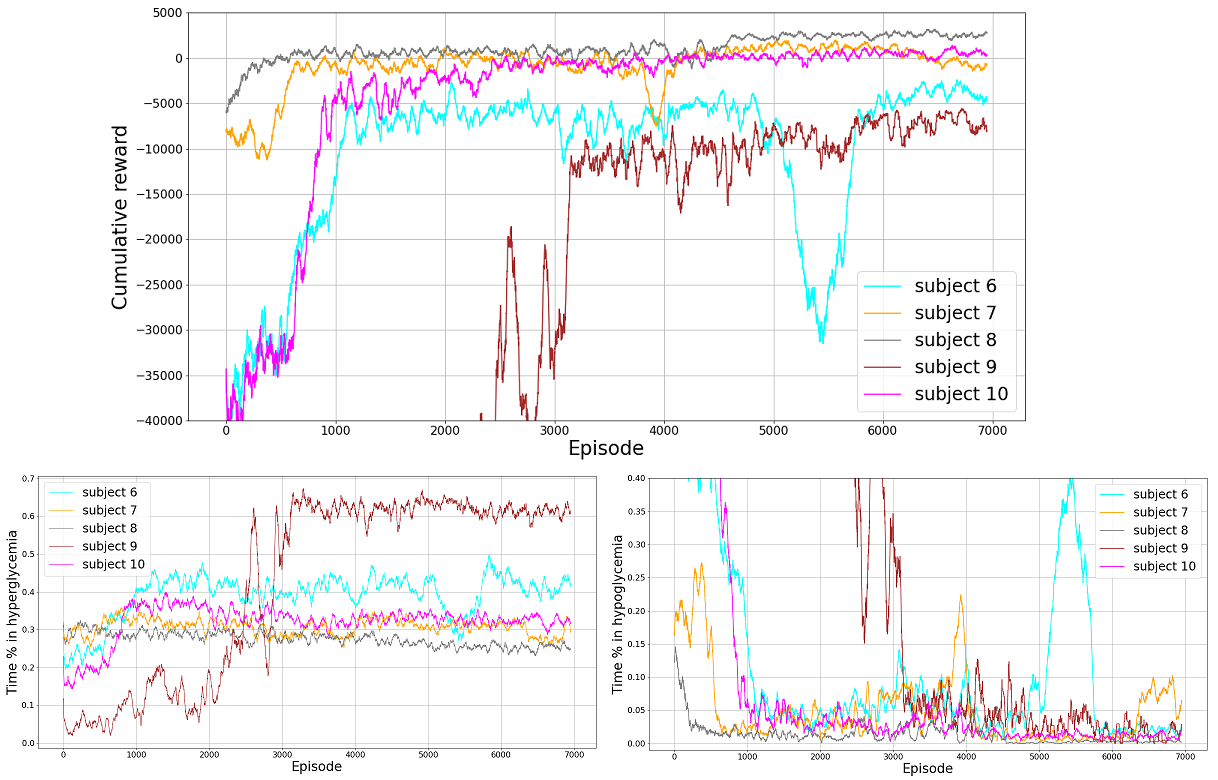 5000
0
−5000
−10000
−15000
−20000
−25000
−30000
−35000
−40000
Cumulative reward
0
1000
2000
3000
4000
5000
6000
7000
Episode
subject 6
subject 7
subject 8
subject 9
subject 10
0.7
0.6
0.5
0.4
0.3
0.2
0.1
0.0
Time % in hyperglycemia
0
1000
2000
3000
4000
5000
6000
7000
Episode
subject 6
subject 7
subject 8
subject 9
subject 10
0.40
0.35
0.30
0.25
0.20
0.15
0.10
0.05
0.00
Time % in hypoglycemia
0
1000
2000
3000
4000
5000
6000
7000
Episode
subject 6
subject 7
subject 8
subject 9
subject 10